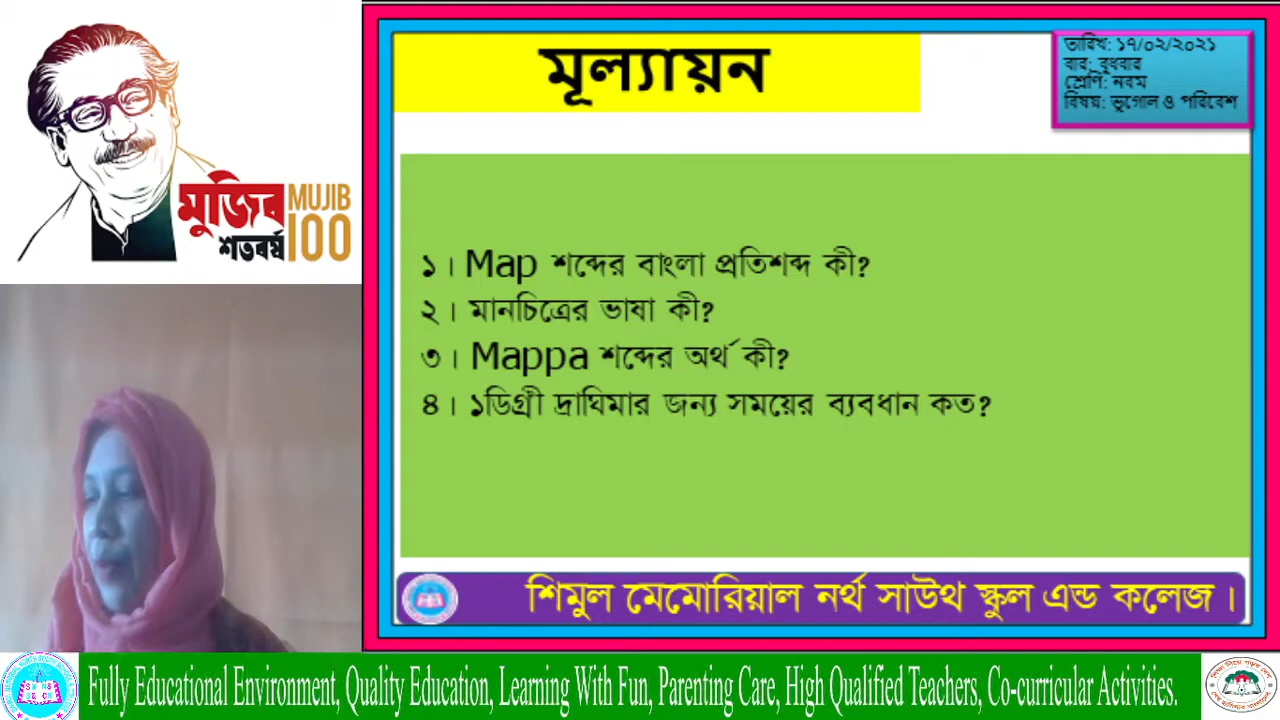 মূল্যায়ন
তারিখ: ১৭/০২/২০২১
বার: বুধবার
শ্রেণি: নবম
বিষয়: ভূগোল ও পরিবেশ
মুজিব
শতবর্ষ
MUJIB
100
১। Map শব্দের বাংলা প্রতিশব্দ কী?
২। মানচিত্রের ভাষা কী?
৩। Mappa শব্দের অর্থ কী?
৪। ১ডিগ্রী দ্রাঘিমার জন্য সময়ের ব্যবধান কত?
শিমুল মেমোরিয়াল নর্থ সাউথ স্কুল এন্ড কলেজ।
Fully Educational Environment, Quality Education, Learning With Fun, Parenting Care, High Qualified Teachers, Co-curricular Activities.